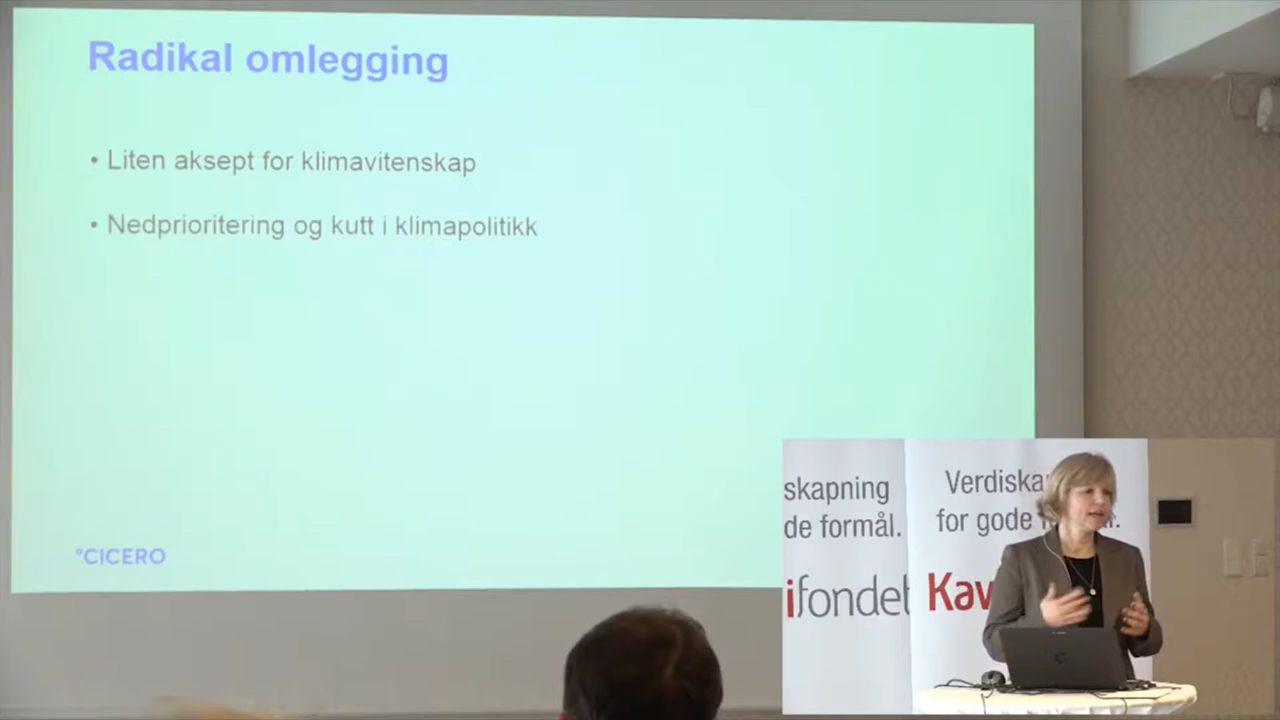 Radikal omlegging
• Liten aksept for klimavitenskap
• Nedprioritering og kutt i klimapolitikk
°CICERO
skapning
de formål.
ifondet
Verdiska
for gode
Kav